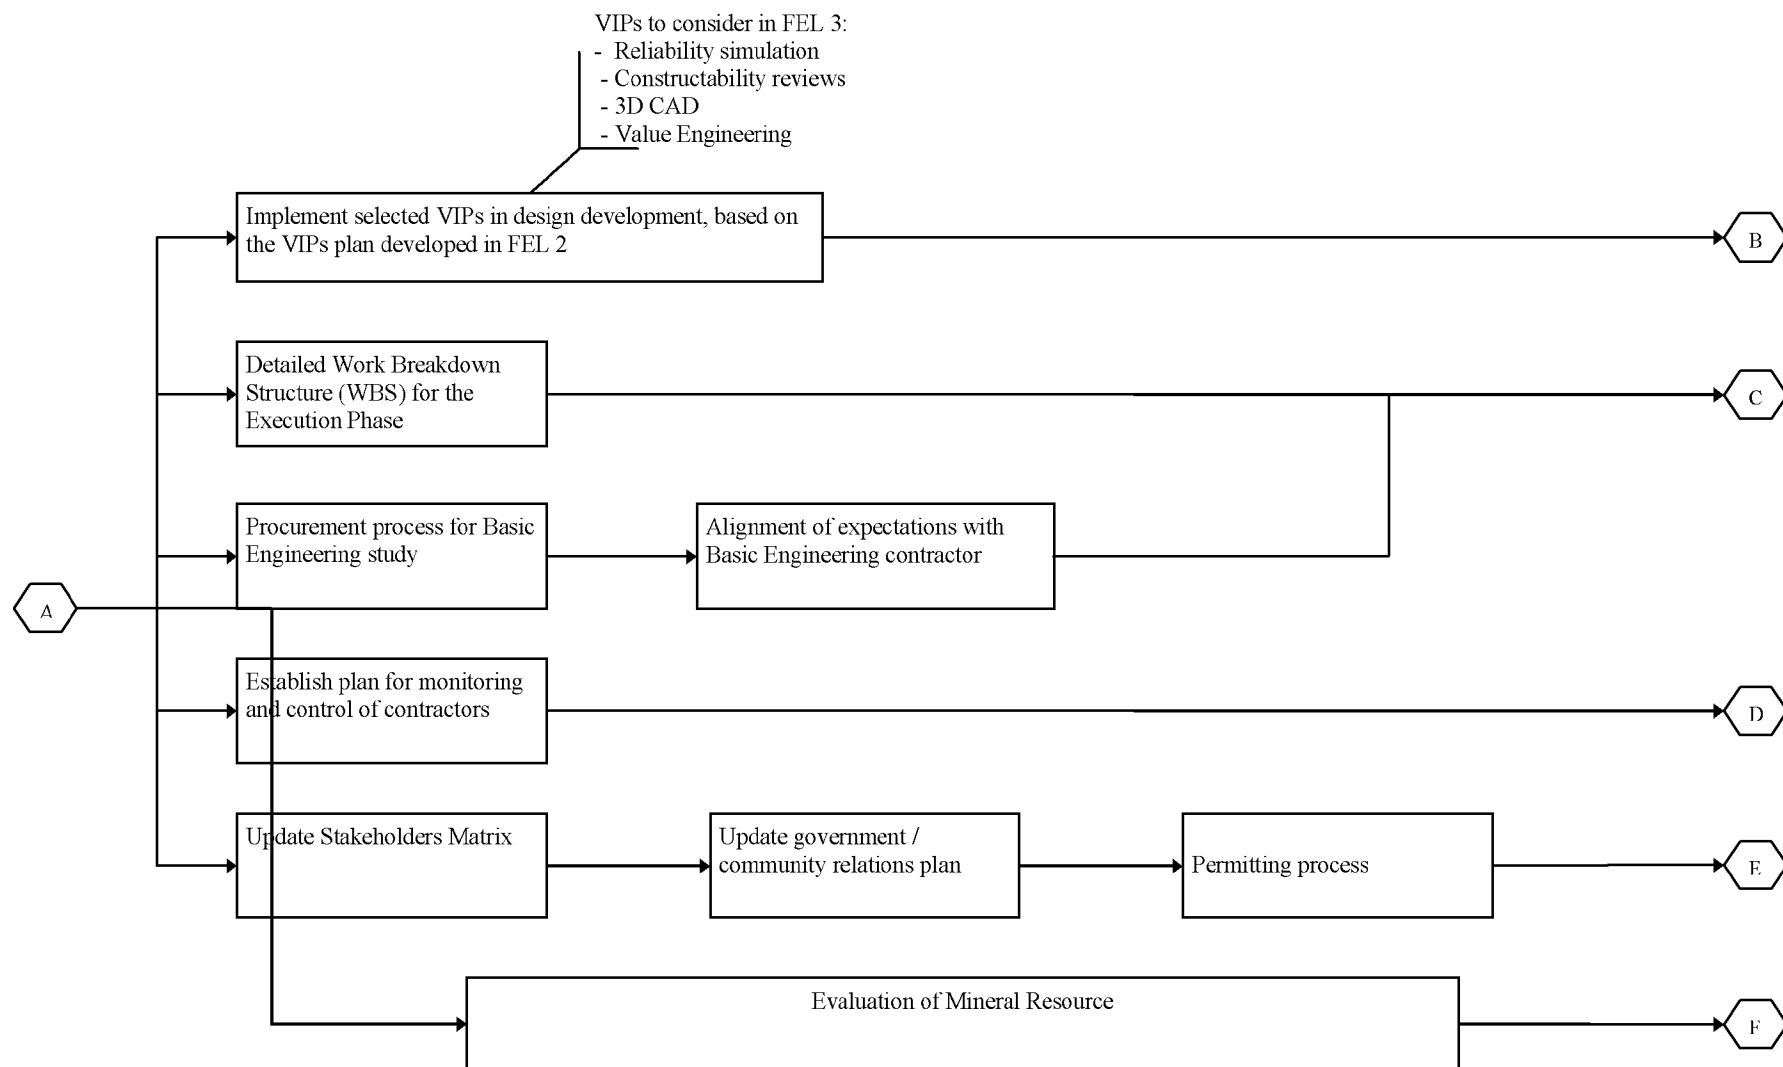 VIPs to consider in FEL 3:
- Reliability simulation
- Constructability reviews
- 3D CAD
- Value Engineering
Implement selected VIPs in design development, based on
the VIPs plan developed in FEL 2
B
Detailed Work Breakdown
Structure (WBS) for the
Execution Phase
C
Procurement process for Basic
Engineering study
Alignment of expectations with
Basic Engineering contractor
A
Establish plan for monitoring
and control of contractors
D
Update Stakeholders Matrix
Update government /
community relations plan
Permitting process
E
Evaluation of Mineral Resource
F